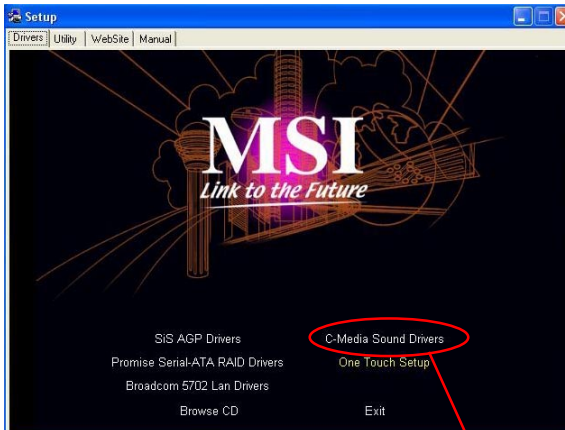 Setup
Drivers Utility WebSite Manual
MSI
Link to the Future
SiS AGP Drivers C-Media Sound Drivers
Promise Serial-ATA RAID Drivers One Touch Setup
Broadcom 5702 Lan Drivers
Browse CD Exit